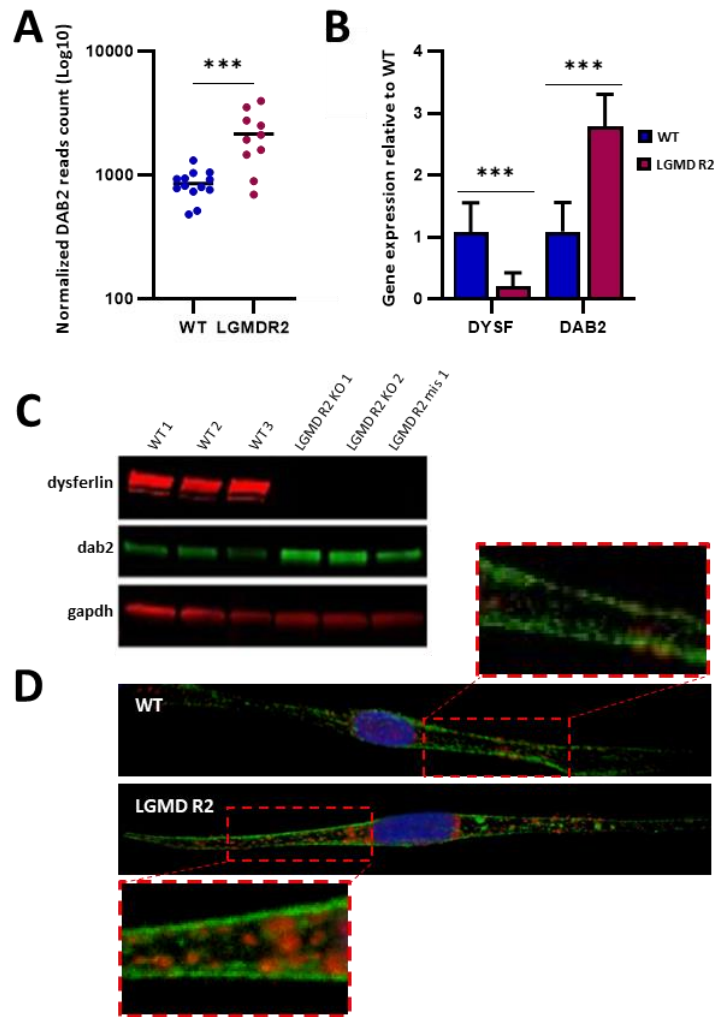 A
Normalized DAB2 reads count (Log10)
10000
1000
100
***
WT LGMDR2
B
Gene expression relative to WT
4
3
2
1
0
***
***
DYSF DAB2
WT
LGMD R2
C
WT1 WT2 WT3 LGMD R2 KO 1 LGMD R2 KO 2 LGMD R2 mis 1
dysferlin
dab2
gapdh
D
WT
LGMD R2